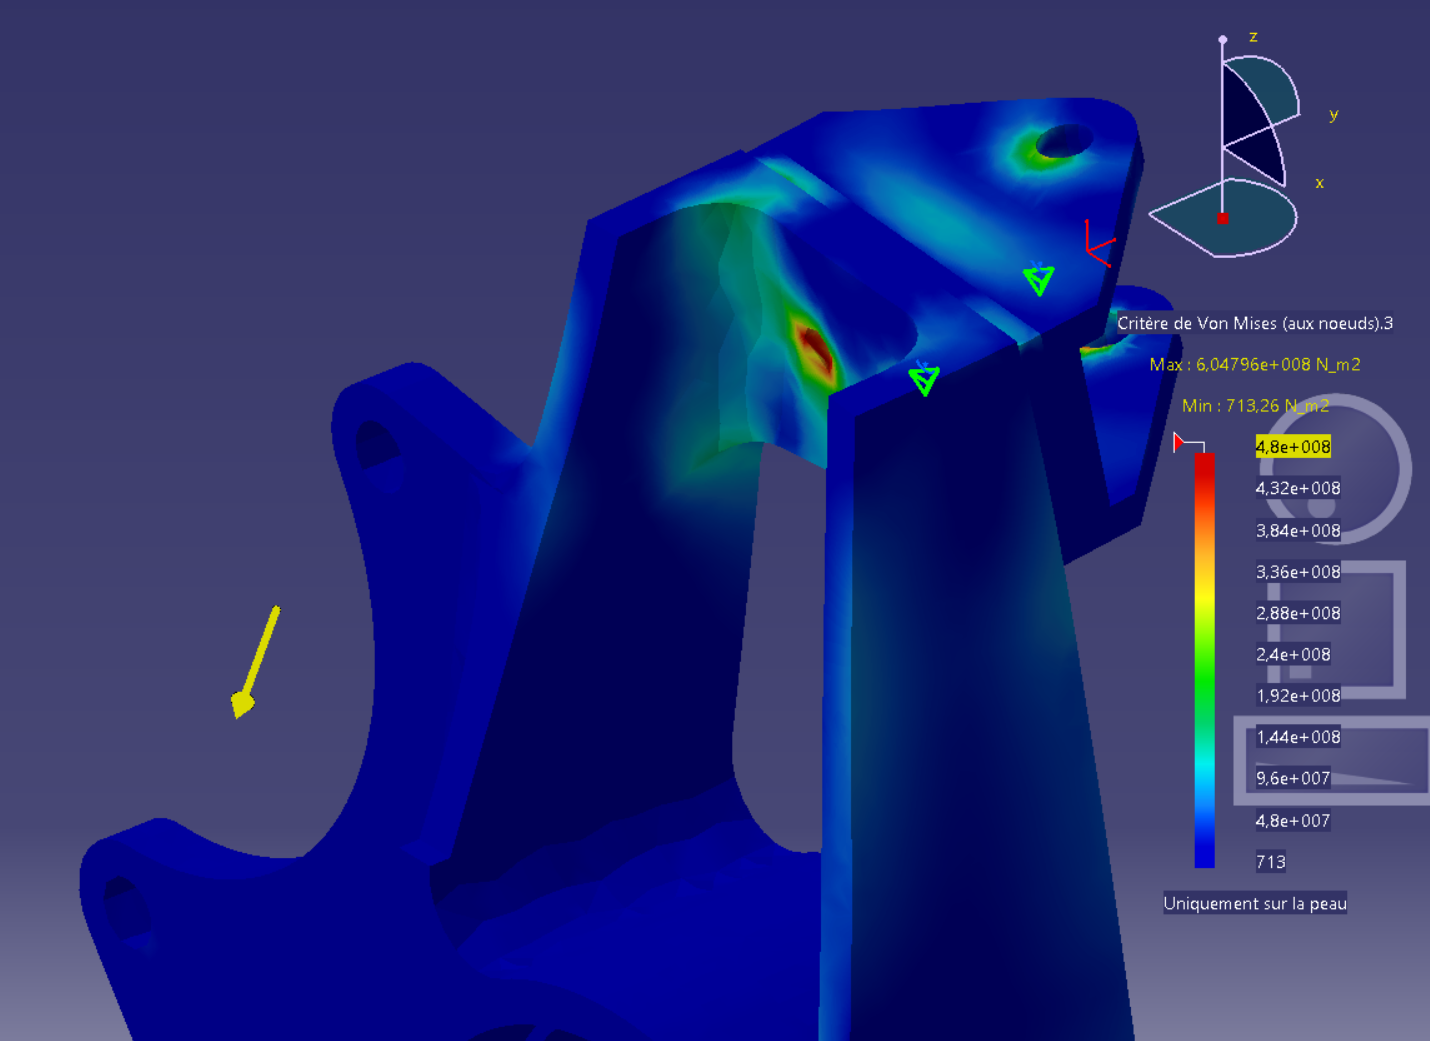 z
y
x
Critère de Von Mises (aux noeuds).3
Max : 6,04796e+008 N_m2
Min : 713,26 N_m2
4,8e+008
4,32e+008
3,84e+008
3,36e+008
2,88e+008
2,4e+008
1,92e+008
1,44e+008
9,6e+007
4,8e+007
713
Uniquement sur la peau